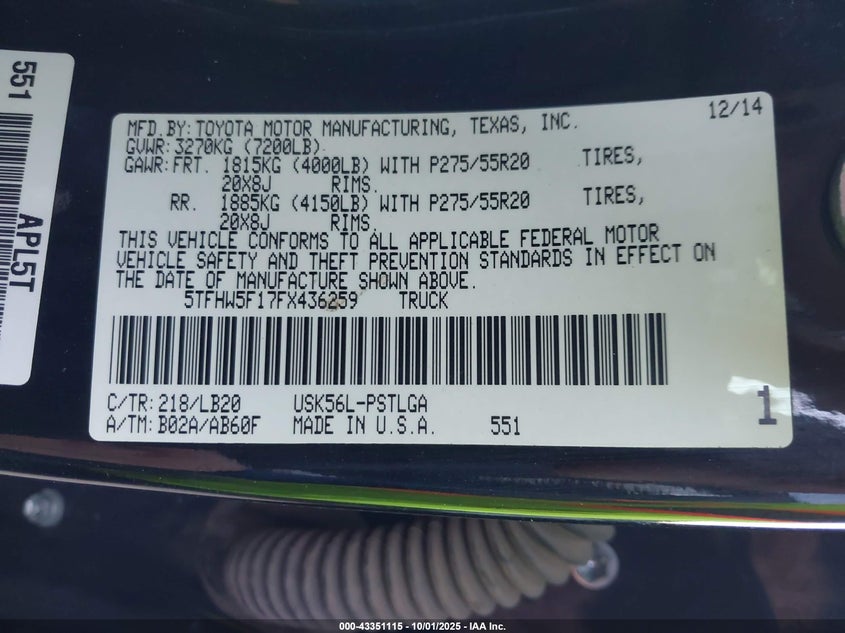 551
APL5T
12/14
MFD.BY:TOYOTA MOTOR MANUFACTURING, TEXAS, INC.
GVWR:3270KG (7200LB)
GAWR:FRT. 1815KG (4000LB) WITH P275/55R20 TIRES,
20X8J RIMS.
RR. 1885KG (4150LB) WITH P275/55R20 TIRES,
20X8J RIMS.
THIS VEHICLE CONFORMS TO ALL APPLICABLE FEDERAL MOTOR
VEHICLE SAFETY AND THEFT PREVENTION STANDARDS IN EFFECT ON
THE DATE OF MANUFACTURE SHOWN ABOVE.
5TFHW5F17FX436259 TRUCK
C/TR:218/LB20 USK56L-PSTLGA
A/TM:B02A/AB60F MADE IN U.S.A. 551
1
000-43351115 - 10/01/2025 - IAA Inc.